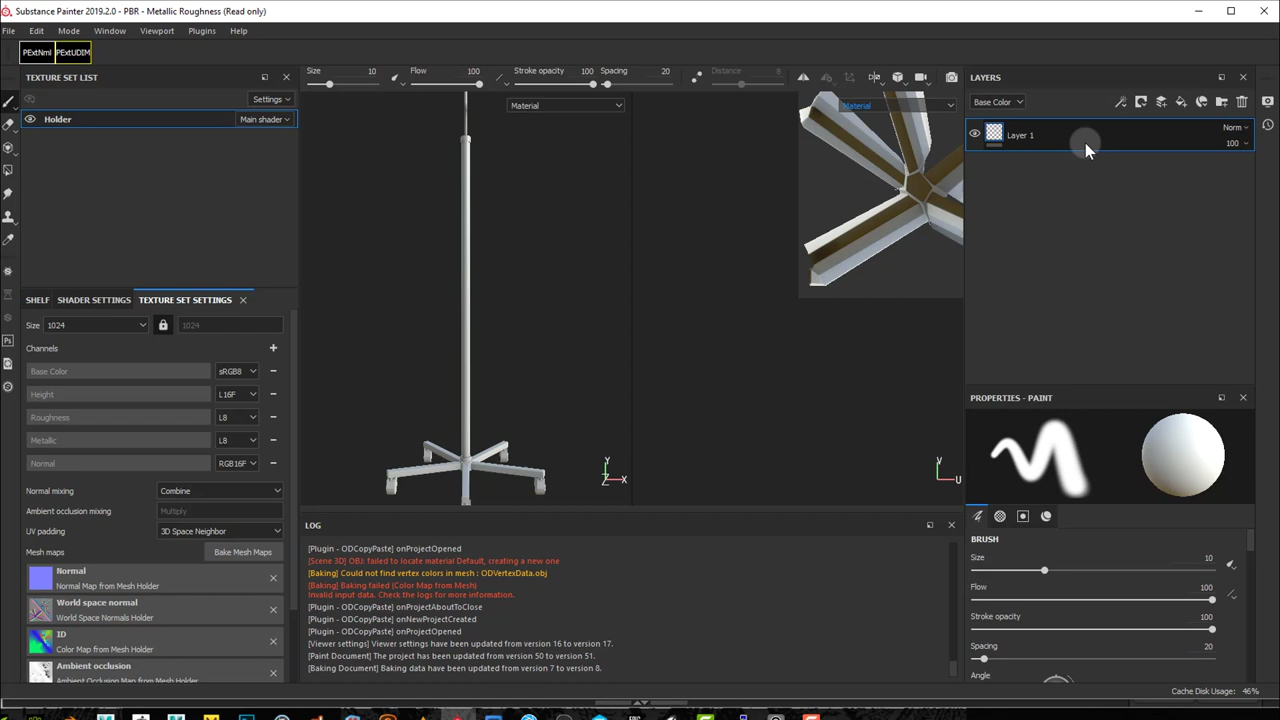 Substance Painter 2019.2.0 - PBR - Metallic Roughness (Read only)
File Edit Mode Window Viewport Plugins Help
PExtNml PExtUDIM
TEXTURE SET LIST
Settings
Holder Main shader
SHELF SHADER SETTINGS TEXTURE SET SETTINGS
Size 1024 1024
Channels
Base Color sRGB8
Height L16F
Roughness L8
Metallic L8
Normal RGB16F
Normal mixing Combine
Ambient occlusion mixing Multiply
UV padding 3D Space Neighbor
Mesh maps Bake Mesh Maps
Normal
Normal Map from Mesh Holder
World space normal
World Space Normals Holder
ID
Color Map from Mesh Holder
Ambient occlusion
Ambient Occlusion Map from Mesh Holder
Size 10 Flow 100 Stroke opacity 100 Spacing 20 Distance 8
Material
Material
Y
Z X
V
U
LOG
[Plugin - ODCopyPaste] onProjectOpened
[Scene 3D] OBJ: failed to locate material Default, creating a new one
[Baking] Could not find vertex colors in mesh : ODVertexData.obj
[Baking] Baking failed (Color Map from Mesh)
Invalid input data. Check the logs for more information.
[Plugin - ODCopyPaste] onProjectAboutToClose
[Plugin - ODCopyPaste] onNewProjectCreated
[Plugin - ODCopyPaste] onProjectOpened
[Viewer settings] Viewer settings have been updated from version 16 to version 17.
[Paint Document] The project has been updated from version 50 to version 51.
[Baking Document] Baking data have been updated from version 7 to version 8.
LAYERS
Base Color
Layer 1 Norm
100
PROPERTIES - PAINT
BRUSH
Size 10
Flow 100
Stroke opacity 100
Spacing 20
Angle
Cache Disk Usage: 46%